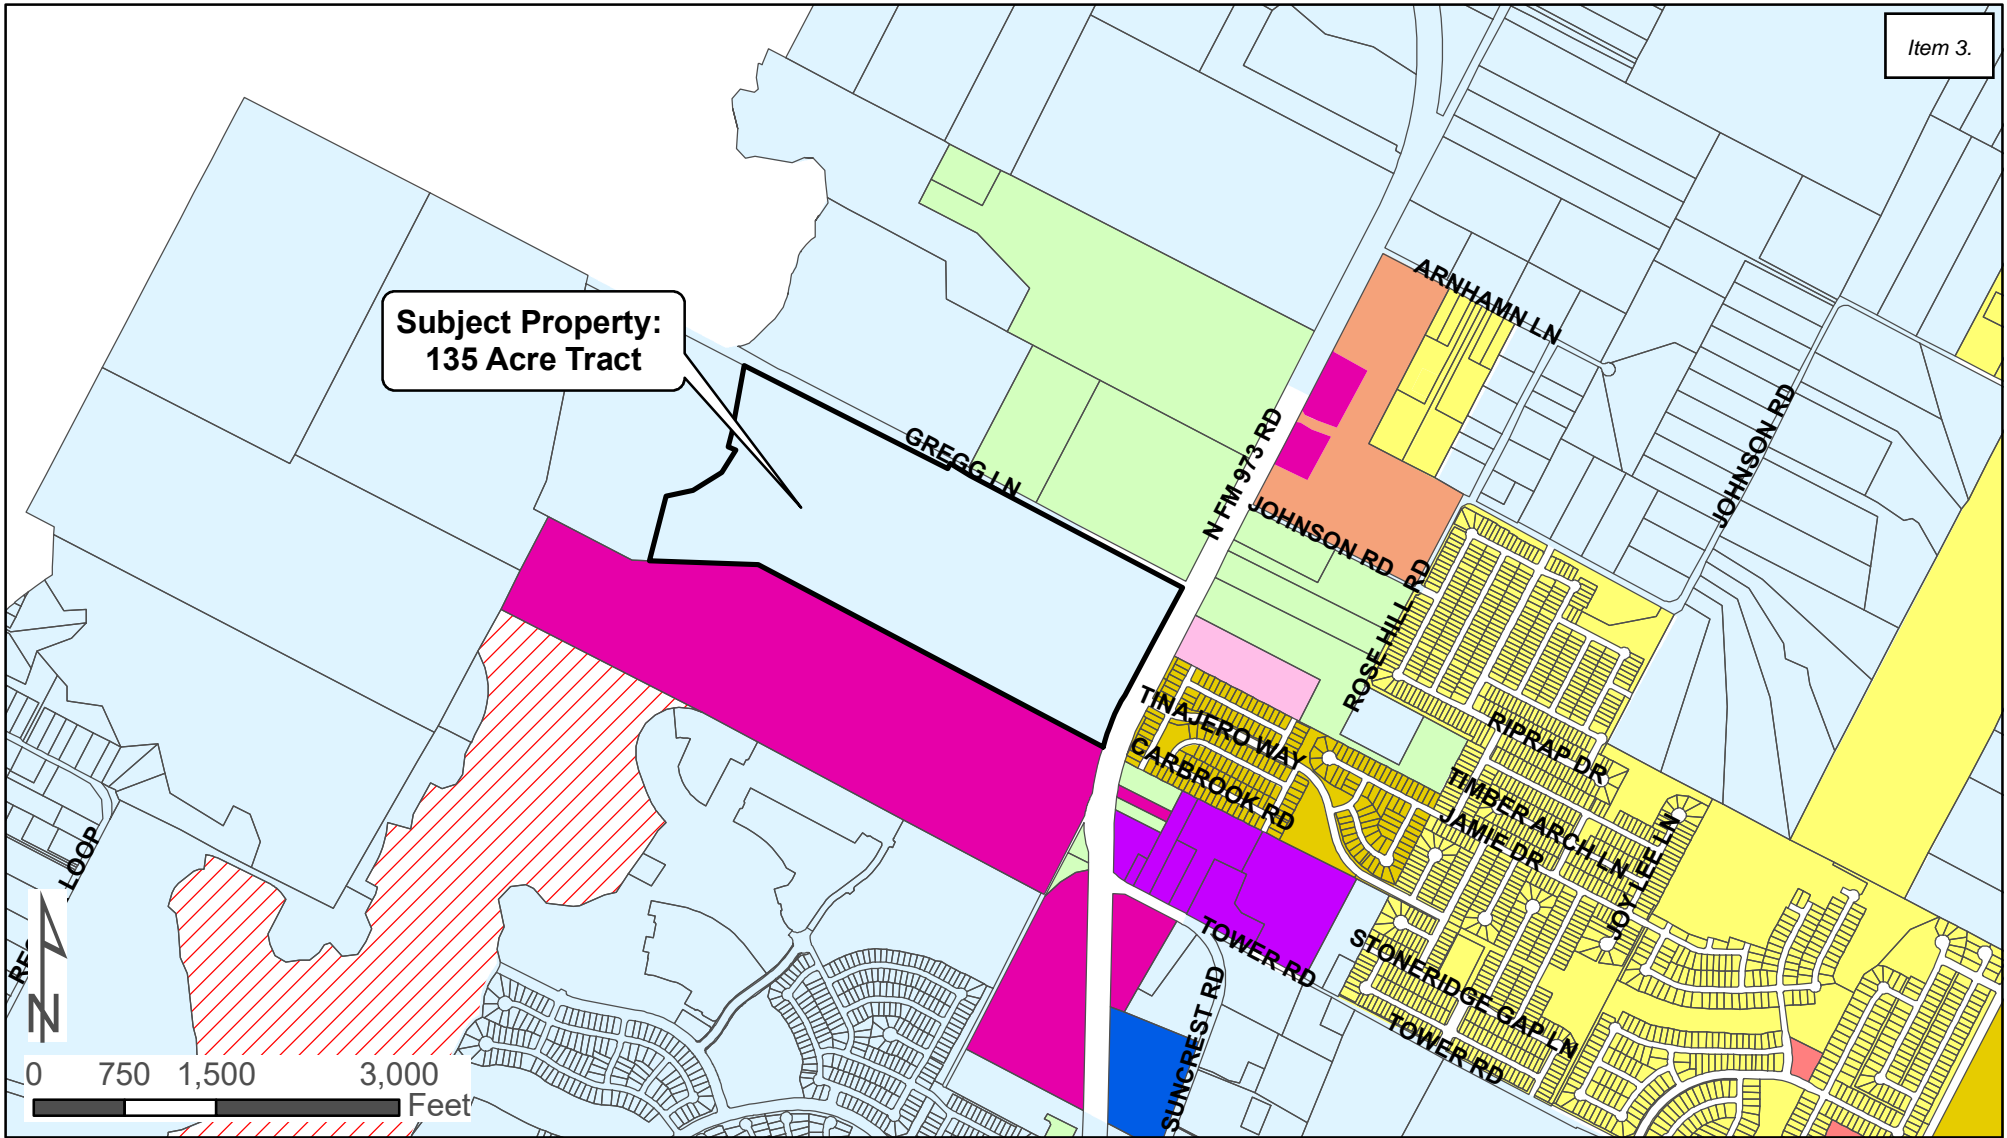 Item 3.
ARNHAMN LN
Subject Property:
135 Acre Tract
GREGG LN
N FM 973 RD
JOHNSON RD
JOHNSON RD
ROSE HILL RD
TINAJERO WAY
CARBROOK RD
RIPRAP DR
TIMBER ARCH LN
JAMIE DR
JOY LEE LN
LOOP
TOWER RD
STONERIDGE GAP LN
TOWER RD
SUNCREST RD
N
0 750 1,500 3,000
Feet